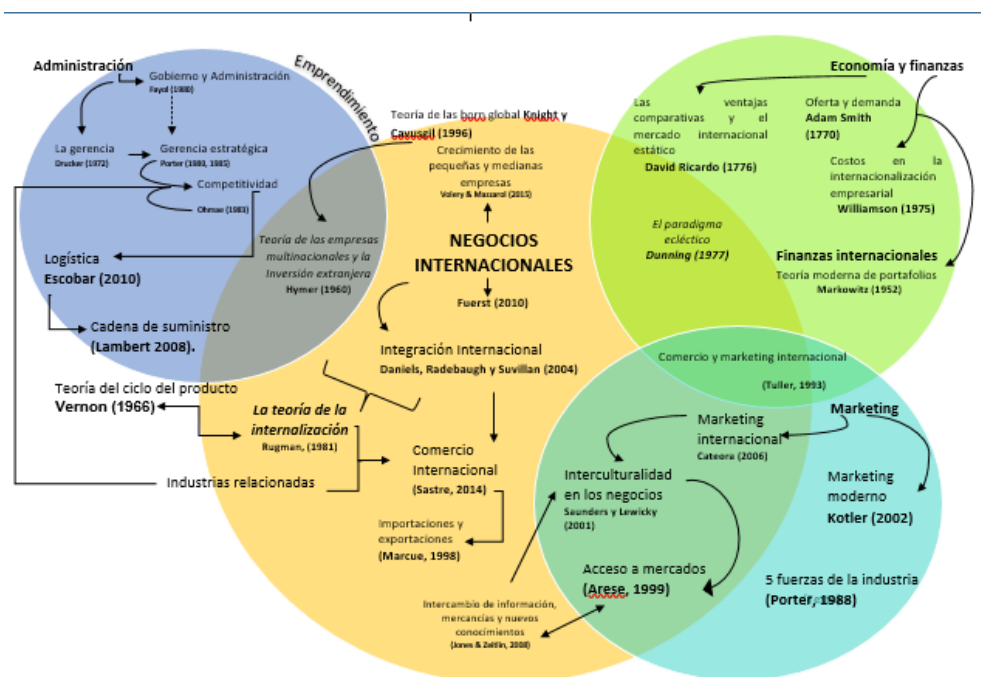 Administración
Gobierno y Administración
Fayol (1980)
La gerencia
Drucker (1972)
Gerencia estratégica
Porter (1980, 1985)
Competitividad
Ohmae (1983)
Logística
Escobar (2010)
Cadena de suministro
(Lambert 2008).
Emprendimiento
Teoría de las empresas
multinacionales y la
Inversión extranjera
Hymer (1960)
Teoría del ciclo del producto
Vernon (1966)
La teoría de la
internalización
Rugman, (1981)
Industrias relacionadas
Teoría de las born global Knight y
Cavusgil (1996)
Crecimiento de las
pequeñas y medianas
empresas
Volery & Mazzarol (2015)
NEGOCIOS
INTERNACIONALES
Fuerst (2010)
Integración Internacional
Daniels, Radebaugh y Suvillan (2004)
Comercio
Internacional
(Sastre, 2014)
Importaciones y
exportaciones
(Marcue, 1998)
Intercambio de información,
mercancías y nuevos
conocimientos
(Jones & Zeitlin, 2008)
Economía y finanzas
Las ventajas
comparativas y el
mercado internacional
estático
David Ricardo (1776)
Oferta y demanda
Adam Smith
(1770)
Costos en la
internacionalización
empresarial
Williamson (1975)
El paradigma
ecléctico
Dunning (1977)
Finanzas internacionales
Teoría moderna de portafolios
Markowitz (1952)
Comercio y marketing internacional
(Tuller, 1993)
Marketing
Marketing
internacional
Cateora (2006)
Interculturalidad
en los negocios
Saunders y Lewicky
(2001)
Marketing
moderno
Kotler (2002)
Acceso a mercados
(Arese, 1999)
5 fuerzas de la industria
(Porter, 1988)